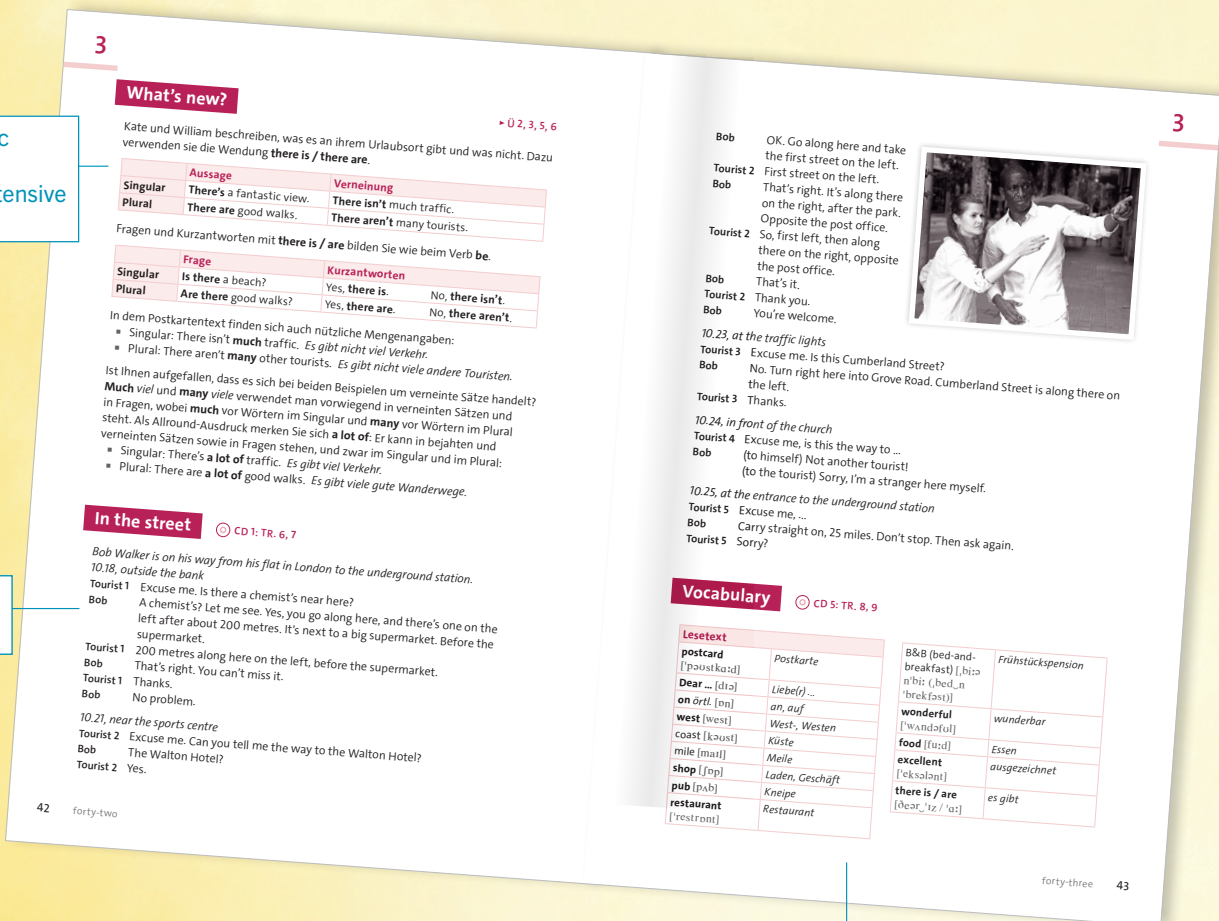 c
tensive
3
What's new?
► Ü 2, 3, 5, 6
Kate und William beschreiben, was es an ihrem Urlaubsort gibt und was nicht. Dazu
verwenden sie die Wendung there is / there are.
Aussage Verneinung
Singular There's a fantastic view. There isn't much traffic.
Plural There are good walks. There aren't many tourists.
Fragen und Kurzantworten mit there is / are bilden Sie wie beim Verb be.
Frage Kurzantworten
Singular Is there a beach? Yes, there is. No, there isn't.
Plural Are there good walks? Yes, there are. No, there aren't.
In dem Postkartentext finden sich auch nützliche Mengenangaben:
▪ Singular: There isn't much traffic. Es gibt nicht viel Verkehr.
▪ Plural: There aren't many other tourists. Es gibt nicht viele andere Touristen.
Ist Ihnen aufgefallen, dass es sich bei beiden Beispielen um verneinte Sätze handelt?
Much viel und many viele verwendet man vorwiegend in verneinten Sätzen und
in Fragen, wobei much vor Wörtern im Singular und many vor Wörtern im Plural
steht. Als Allround-Ausdruck merken Sie sich a lot of: Er kann in bejahten und
verneinten Sätzen sowie in Fragen stehen, und zwar im Singular und im Plural:
▪ Singular: There's a lot of traffic. Es gibt viel Verkehr.
▪ Plural: There are a lot of good walks. Es gibt viele gute Wanderwege.
In the street CD 1: TR. 6, 7
Bob Walker is on his way from his flat in London to the underground station.
10.18, outside the bank
Tourist 1 Excuse me. Is there a chemist's near here?
Bob A chemist's? Let me see. Yes, you go along here, and there's one on the
left after about 200 metres. It's next to a big supermarket. Before the
supermarket.
Tourist 1 200 metres along here on the left, before the supermarket.
Bob That's right. You can't miss it.
Tourist 1 Thanks.
Bob No problem.
10.21, near the sports centre
Tourist 2 Excuse me. Can you tell me the way to the Walton Hotel?
Bob The Walton Hotel?
Tourist 2 Yes.
42 forty-two
3
Bob OK. Go along here and take
the first street on the left.
Tourist 2 First street on the left.
Bob That's right. It's along there
on the right, after the park.
Opposite the post office.
Tourist 2 So, first left, then along
there on the right, opposite
the post office.
Bob That's it.
Tourist 2 Thank you.
Bob You're welcome.
10.23, at the traffic lights
Tourist 3 Excuse me. Is this Cumberland Street?
Bob No. Turn right here into Grove Road. Cumberland Street is along there on
the left.
Tourist 3 Thanks.
10.24, in front of the church
Tourist 4 Excuse me, is this the way to ...
Bob (to himself) Not another tourist!
(to the tourist) Sorry, I'm a stranger here myself.
10.25, at the entrance to the underground station
Tourist 5 Excuse me, ...
Bob Carry straight on, 25 miles. Don't stop. Then ask again.
Tourist 5 Sorry?
Vocabulary CD 5: TR. 8, 9
Lesetext
postcard Postkarte
['pəʊstkɑːd]
Dear ... [dɪə] Liebe(r) ...
on örtl. [ɒn] an, auf
west [west] West-, Westen
coast [kəʊst] Küste
mile [maɪl] Meile
shop [ʃɒp] Laden, Geschäft
pub [pʌb] Kneipe
restaurant Restaurant
['restrɒnt]
B&B (bed-and- Frühstückspension
breakfast) [ˌbiːə
n'biː (ˌbed‿n
'brekfəst)]
wonderful wunderbar
['wʌndəfʊl]
food [fuːd] Essen
excellent ausgezeichnet
['eksələnt]
there is / are es gibt
[ðeər‿'ɪz / 'ɑː]
forty-three 43